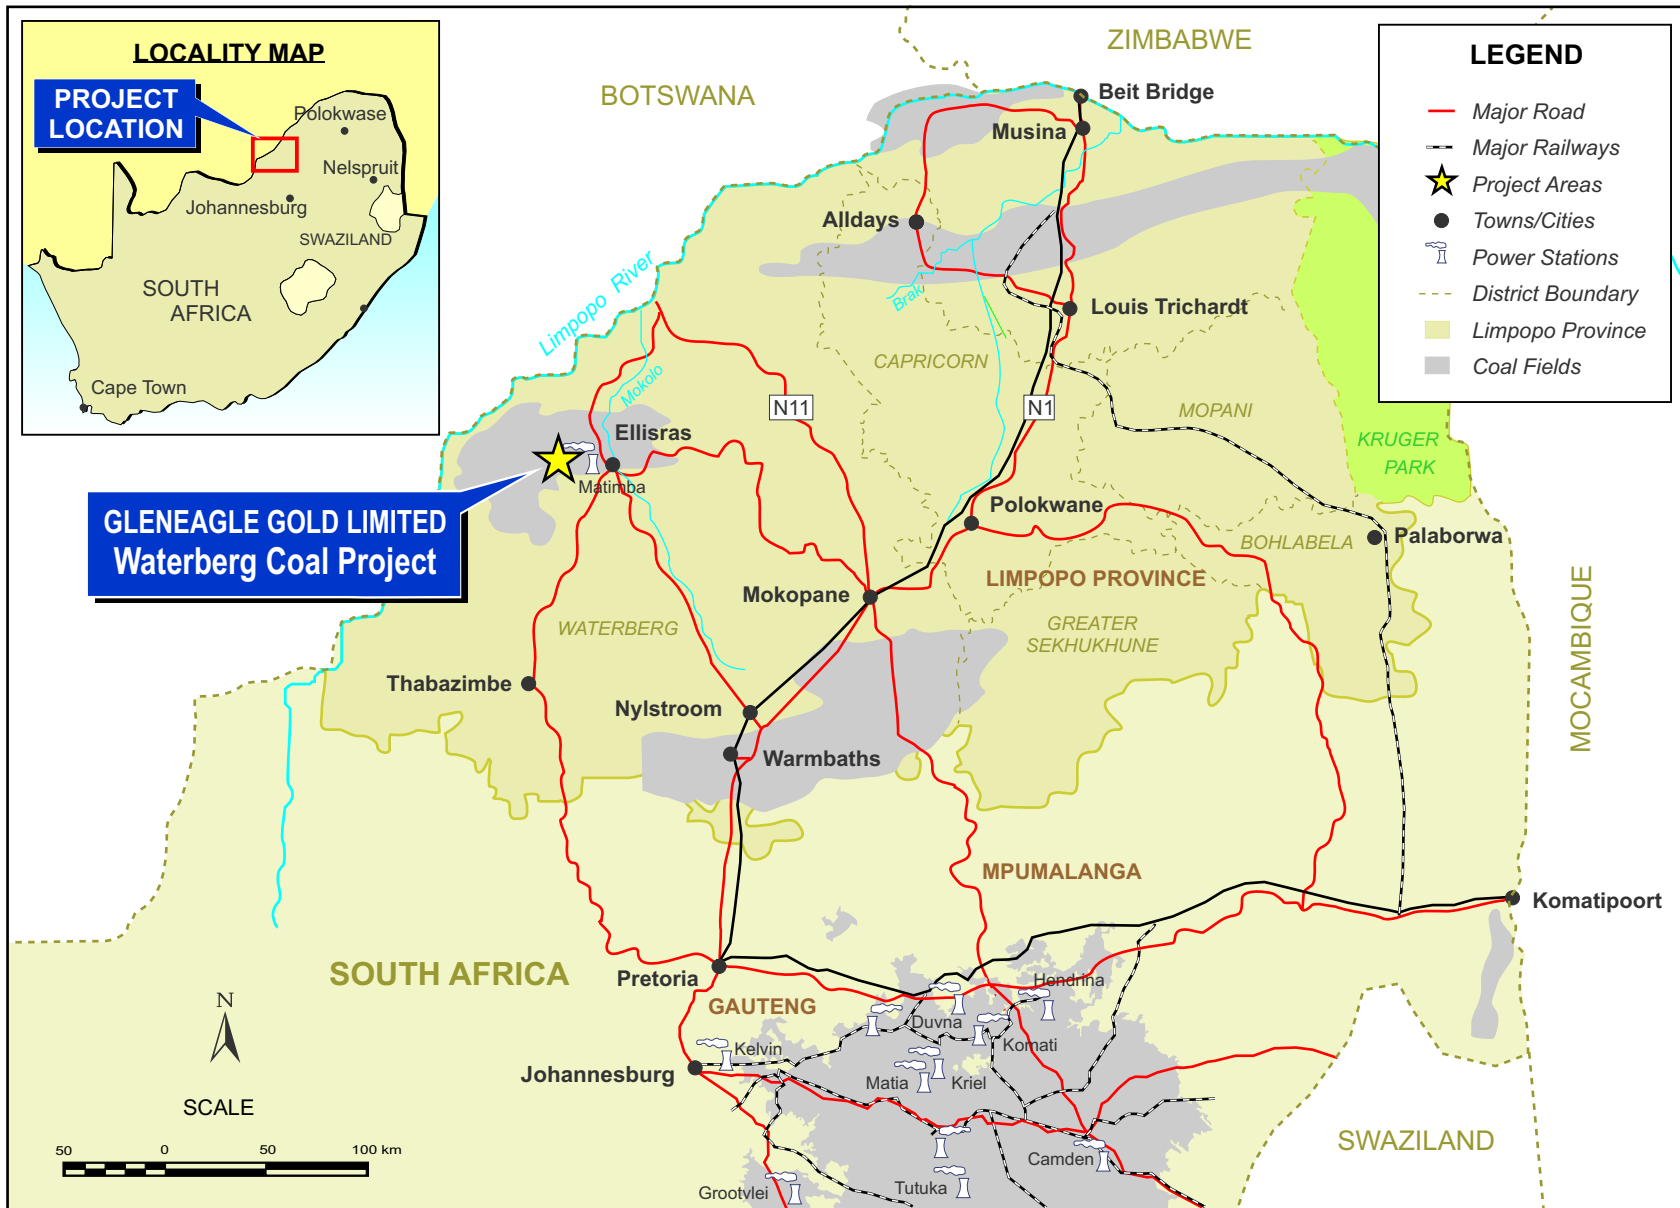 LOCALITY MAP
PROJECT
LOCATION
Polokwase
Nelspruit
Johannesburg
SWAZILAND
SOUTH
AFRICA
Cape Town
ZIMBABWE
BOTSWANA
LEGEND
Major Road
Major Railways
Project Areas
Towns/Cities
Power Stations
District Boundary
Limpopo Province
Coal Fields
Beit Bridge
Musina
Alldays
Limpopo River
Brak
Louis Trichardt
CAPRICORN
Mokolo
N11
N1
MOPANI
KRUGER
PARK
Ellisras
Matimba
GLENEAGLE GOLD LIMITED
Waterberg Coal Project
Polokwane
BOHLABELA
Palaborwa
LIMPOPO PROVINCE
Mokopane
WATERBERG
GREATER
SEKHUKHUNE
MOCAMBIQUE
Thabazimbe
Nylstroom
Warmbaths
MPUMALANGA
Komatipoort
SOUTH AFRICA
Pretoria
Hendrina
GAUTENG
N
Duvna
Komati
Kelvin
Johannesburg
Matia
Kriel
SCALE
50 0 50 100 km
SWAZILAND
Camden
Grootvlei
Tutuka